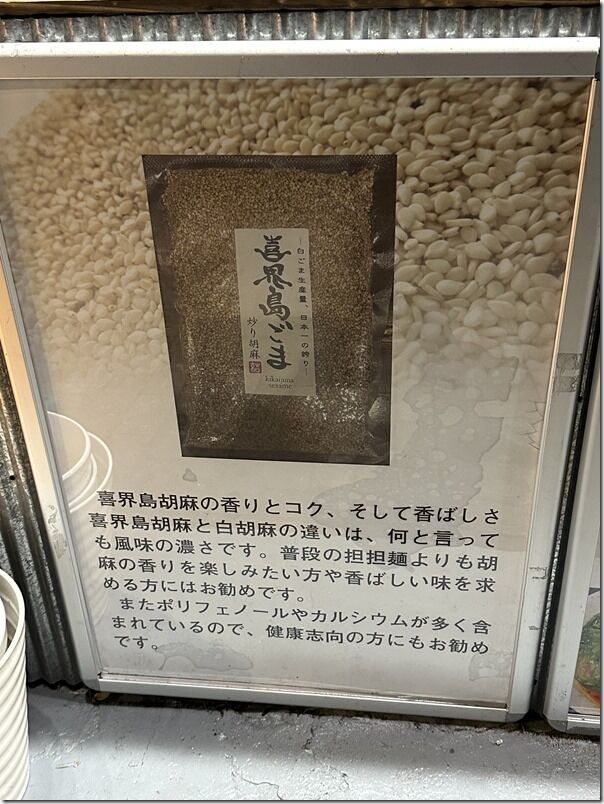 喜界島ごま
―白ごま生産量、日本一の誇り―
炒り胡麻
kikaijima
sesame
喜界島胡麻の香りとコク、そして香ばしさ
喜界島胡麻と白胡麻の違いは、何と言って
も風味の濃さです。普段の担担麺よりも胡
麻の香りを楽しみたい方や香ばしい味を求
める方にはお勧めです。
　またポリフェノールやカルシウムが多く含
まれているので、健康志向の方にもお勧め
です。